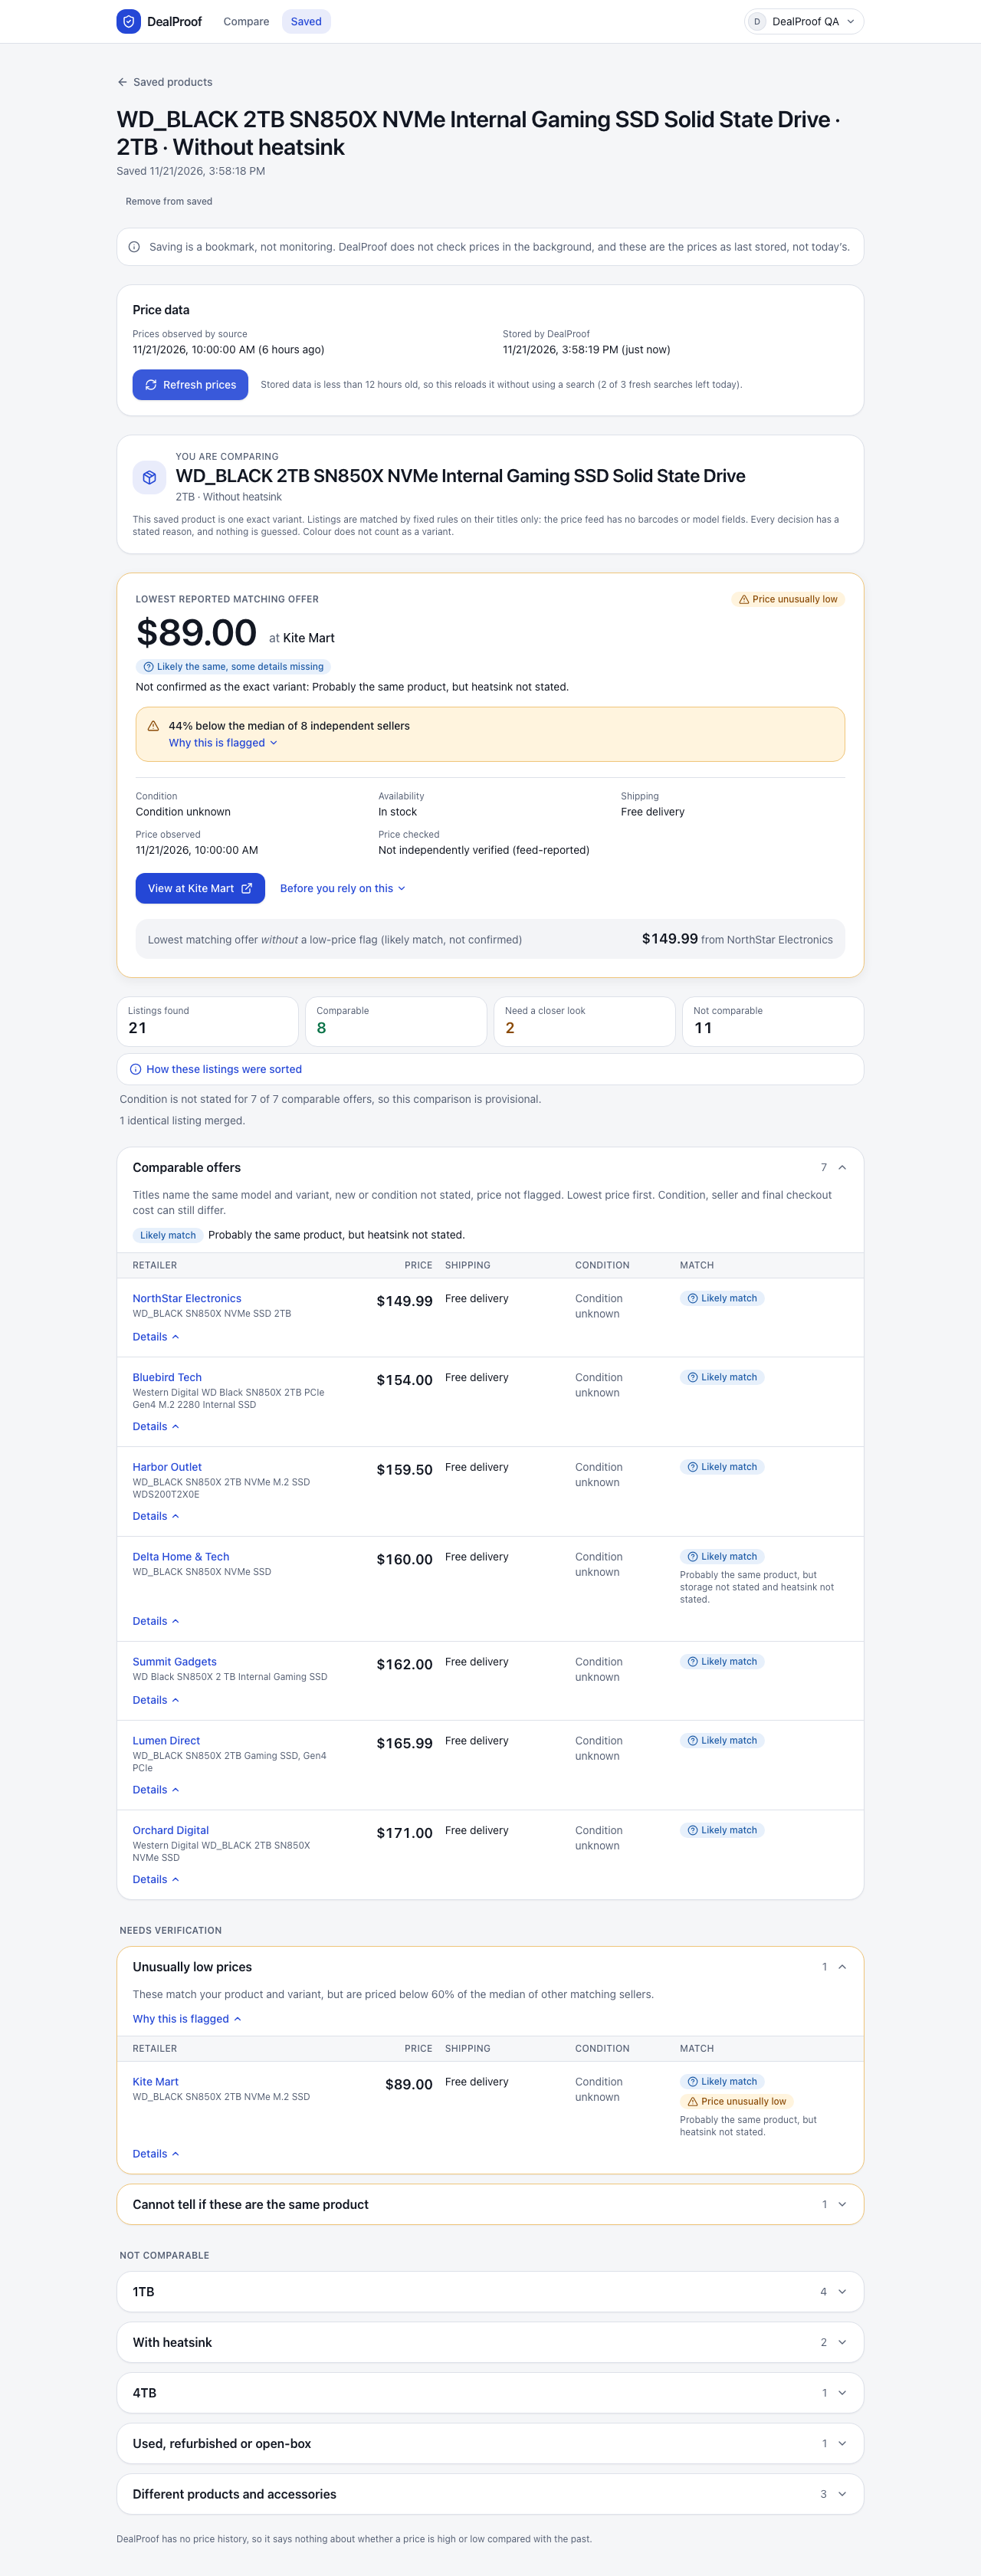 DealProof
Compare
Saved
D
DealProof QA
Saved products
WD_BLACK 2TB SN850X NVMe Internal Gaming SSD Solid State Drive ·
2TB · Without heatsink
Saved 11/21/2026, 3:58:18 PM
Remove from saved
Saving is a bookmark, not monitoring. DealProof does not check prices in the background, and these are the prices as last stored, not today's.
Price data
Prices observed by source
11/21/2026, 10:00:00 AM (6 hours ago)
Stored by DealProof
11/21/2026, 3:58:19 PM (just now)
Refresh prices
Stored data is less than 12 hours old, so this reloads it without using a search (2 of 3 fresh searches left today).
YOU ARE COMPARING
WD_BLACK 2TB SN850X NVMe Internal Gaming SSD Solid State Drive
2TB · Without heatsink
This saved product is one exact variant. Listings are matched by fixed rules on their titles only: the price feed has no barcodes or model fields. Every decision has a
stated reason, and nothing is guessed. Colour does not count as a variant.
LOWEST REPORTED MATCHING OFFER
Price unusually low
$89.00 at Kite Mart
Likely the same, some details missing
Not confirmed as the exact variant: Probably the same product, but heatsink not stated.
44% below the median of 8 independent sellers
Why this is flagged
Condition
Condition unknown
Availability
In stock
Shipping
Free delivery
Price observed
11/21/2026, 10:00:00 AM
Price checked
Not independently verified (feed-reported)
View at Kite Mart
Before you rely on this
Lowest matching offer without a low-price flag (likely match, not confirmed)
$149.99 from NorthStar Electronics
Listings found
21
Comparable
8
Need a closer look
2
Not comparable
11
How these listings were sorted
Condition is not stated for 7 of 7 comparable offers, so this comparison is provisional.
1 identical listing merged.
Comparable offers
7
Titles name the same model and variant, new or condition not stated, price not flagged. Lowest price first. Condition, seller and final checkout
cost can still differ.
Likely match Probably the same product, but heatsink not stated.
RETAILER PRICE SHIPPING CONDITION MATCH
NorthStar Electronics
WD_BLACK SN850X NVMe SSD 2TB
$149.99
Free delivery
Condition
unknown
Likely match
Details
Bluebird Tech
Western Digital WD Black SN850X 2TB PCIe
Gen4 M.2 2280 Internal SSD
$154.00
Free delivery
Condition
unknown
Likely match
Details
Harbor Outlet
WD_BLACK SN850X 2TB NVMe M.2 SSD
WDS200T2X0E
$159.50
Free delivery
Condition
unknown
Likely match
Details
Delta Home & Tech
WD_BLACK SN850X NVMe SSD
$160.00
Free delivery
Condition
unknown
Likely match
Probably the same product, but
storage not stated and heatsink not
stated.
Details
Summit Gadgets
WD Black SN850X 2 TB Internal Gaming SSD
$162.00
Free delivery
Condition
unknown
Likely match
Details
Lumen Direct
WD_BLACK SN850X 2TB Gaming SSD, Gen4
PCIe
$165.99
Free delivery
Condition
unknown
Likely match
Details
Orchard Digital
Western Digital WD_BLACK 2TB SN850X
NVMe SSD
$171.00
Free delivery
Condition
unknown
Likely match
Details
NEEDS VERIFICATION
Unusually low prices
1
These match your product and variant, but are priced below 60% of the median of other matching sellers.
Why this is flagged
RETAILER PRICE SHIPPING CONDITION MATCH
Kite Mart
WD_BLACK SN850X 2TB NVMe M.2 SSD
$89.00
Free delivery
Condition
unknown
Likely match
Price unusually low
Probably the same product, but
heatsink not stated.
Details
Cannot tell if these are the same product
1
NOT COMPARABLE
1TB
4
With heatsink
2
4TB
1
Used, refurbished or open-box
1
Different products and accessories
3
DealProof has no price history, so it says nothing about whether a price is high or low compared with the past.